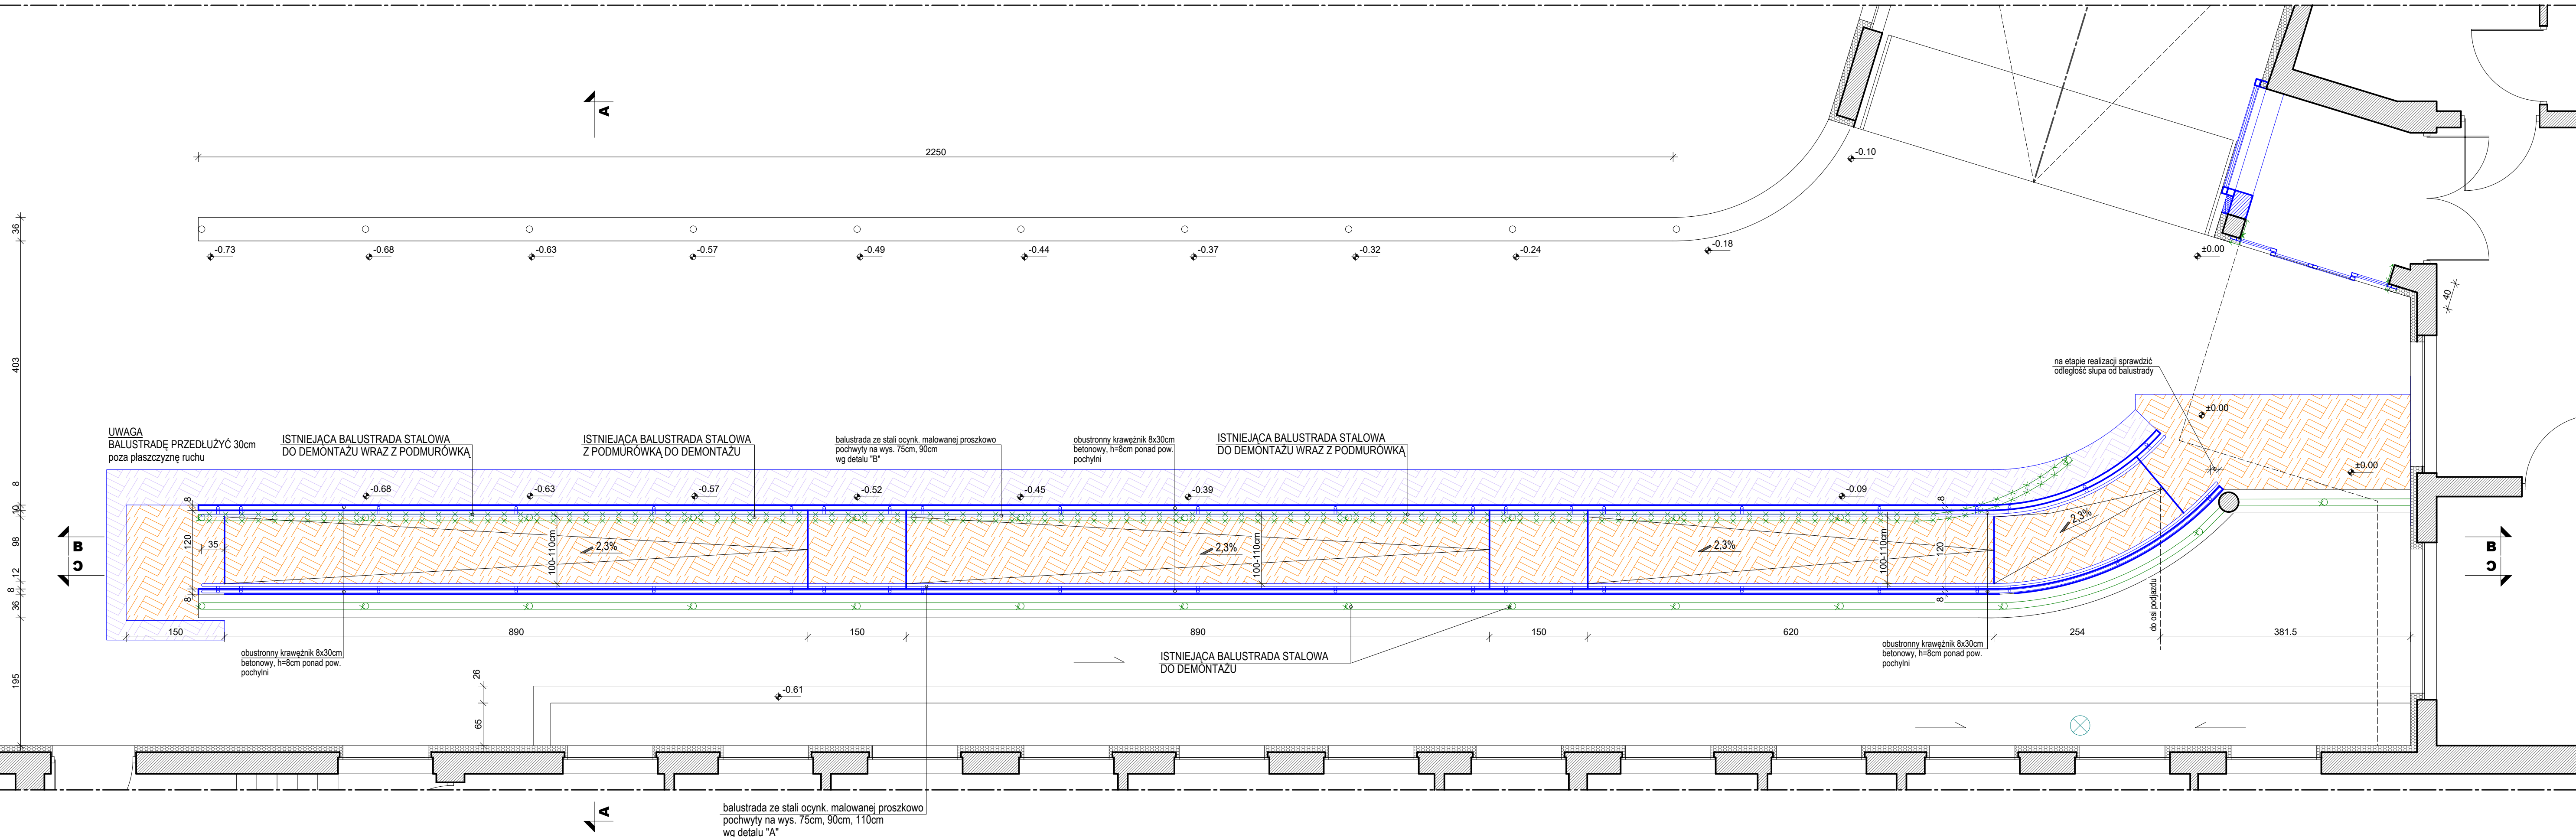 A
2250
-0.10
36
-0.73
-0.68
-0.63
-0.57
-0.49
-0.44
-0.37
-0.32
-0.24
-0.18
±0.00
40
403
na etapie realizacji sprawdzić
odległość słupa od balustrady
±0.00
±0.00
UWAGA
BALUSTRADĘ PRZEDŁUŻYĆ 30cm
poza płaszczyznę ruchu
ISTNIEJĄCA BALUSTRADA STALOWA
DO DEMONTAŻU WRAZ Z PODMURÓWKĄ
ISTNIEJĄCA BALUSTRADA STALOWA
Z PODMURÓWKĄ DO DEMONTAŻU
balustrada ze stali ocynk. malowanej proszkowo
pochwyty na wys. 75cm, 90cm
wg detalu "B"
obustronny krawężnik 8x30cm
betonowy, h=8cm ponad pow.
pochylni
ISTNIEJĄCA BALUSTRADA STALOWA
DO DEMONTAŻU WRAZ Z PODMURÓWKĄ
8
10
98
12
8
36
195
8
120
8
35
-0.68
-0.63
-0.57
-0.52
-0.45
-0.39
-0.09
8
120
8
B
C
100-110cm
2,3%
2,3%
100-110cm
2,3%
100-110cm
2,3%
B
C
do osi podjazdu
150
890
150
890
150
620
254
381.5
obustronny krawężnik 8x30cm
betonowy, h=8cm ponad pow.
pochylni
ISTNIEJĄCA BALUSTRADA STALOWA
DO DEMONTAŻU
obustronny krawężnik 8x30cm
betonowy, h=8cm ponad pow.
pochylni
26
65
-0.61
A
balustrada ze stali ocynk. malowanej proszkowo
pochwyty na wys. 75cm, 90cm, 110cm
wg detalu "A"